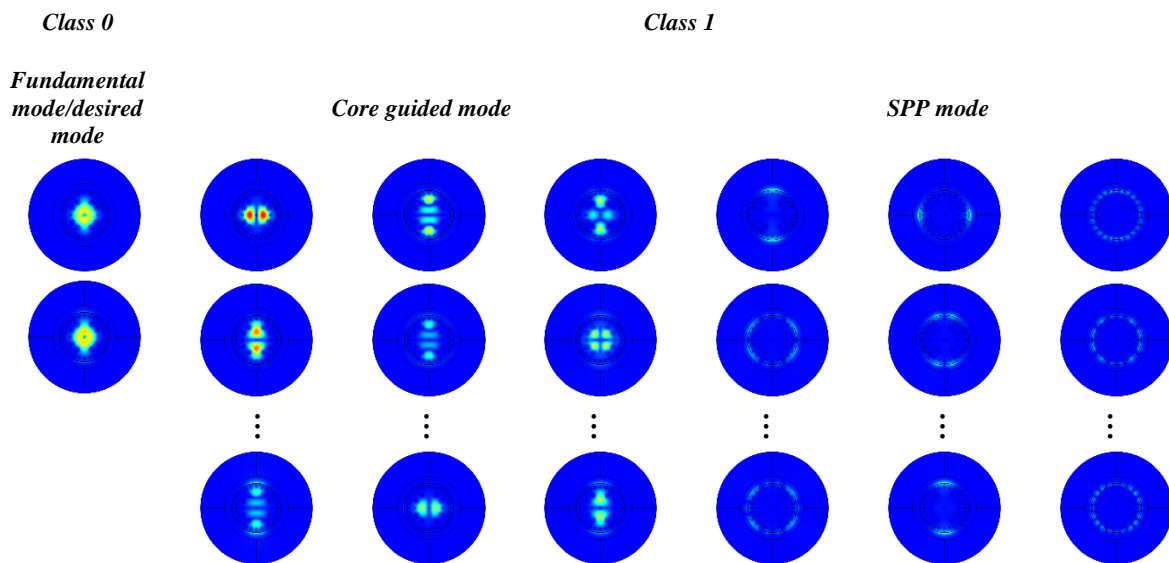 Class 0
Class 1
Fundamental
mode/desired
mode
Core guided mode
SPP mode